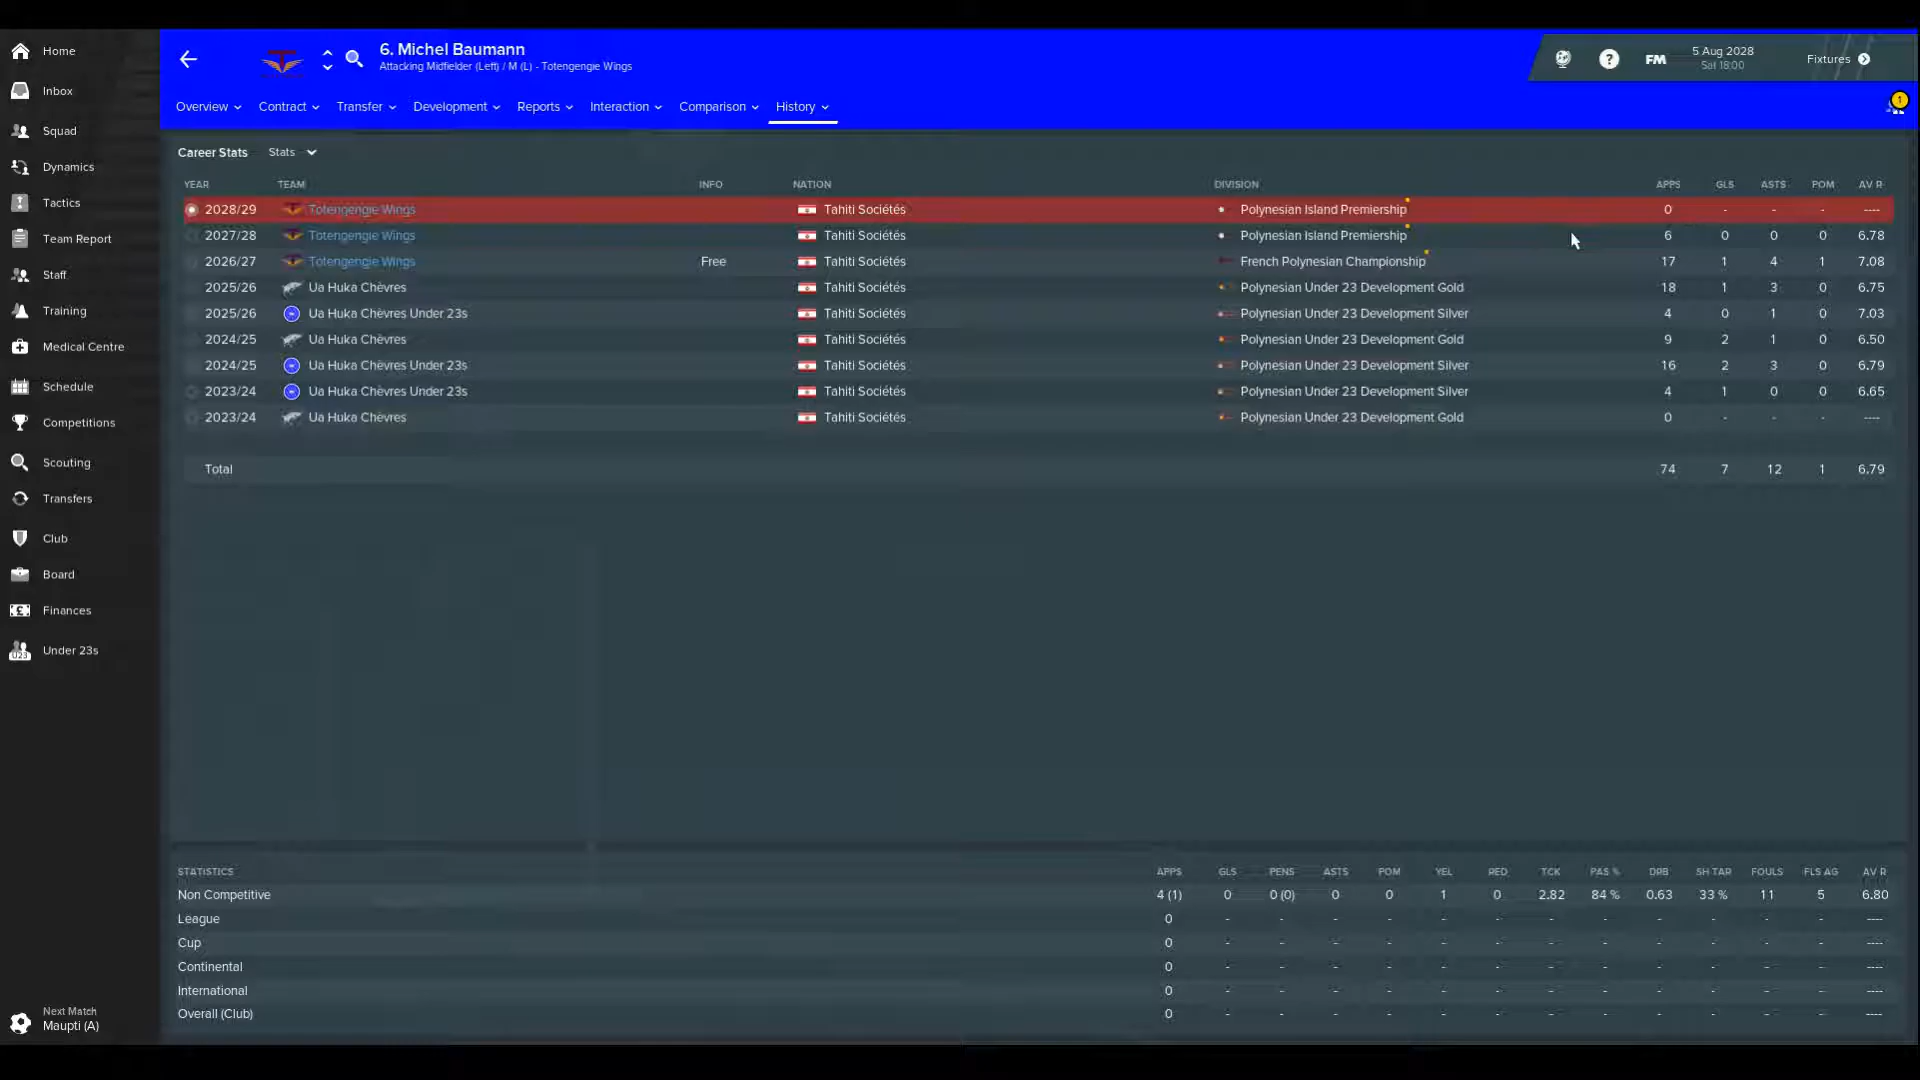 Home
Inbox
Squad
Dynamics
Tactics
Team Report
Staff
Training
Medical Centre
Schedule
Competitions
Scouting
Transfers
Club
Board
Finances
Under 23s
U23
Next Match
Maupti (A)
6. Michel Baumann
Attacking Midfielder (Left) / M (L) - Totengengie Wings
? FM 5 Aug 2028 Fixtures
Sat 18:00
Overview Contract Transfer Development Reports Interaction Comparison History 1
Career Stats Stats
YEAR TEAM INFO NATION DIVISION APPS GLS ASTS POM AV R
2028/29 Totengengie Wings Tahiti Sociétés Polynesian Island Premiership 0 - - - ----
2027/28 Totengengie Wings Tahiti Sociétés Polynesian Island Premiership 6 0 0 0 6.78
2026/27 Totengengie Wings Free Tahiti Sociétés French Polynesian Championship 17 1 4 1 7.08
2025/26 Ua Huka Chèvres Tahiti Sociétés Polynesian Under 23 Development Gold 18 1 3 0 6.75
2025/26 Ua Huka Chèvres Under 23s Tahiti Sociétés Polynesian Under 23 Development Silver 4 0 1 0 7.03
2024/25 Ua Huka Chèvres Tahiti Sociétés Polynesian Under 23 Development Gold 9 2 1 0 6.50
2024/25 Ua Huka Chèvres Under 23s Tahiti Sociétés Polynesian Under 23 Development Silver 16 2 3 0 6.79
2023/24 Ua Huka Chèvres Under 23s Tahiti Sociétés Polynesian Under 23 Development Silver 4 1 0 0 6.65
2023/24 Ua Huka Chèvres Tahiti Sociétés Polynesian Under 23 Development Gold 0 - - - ----
Total 74 7 12 1 6.79
STATISTICS APPS GLS PENS ASTS POM YEL RED TCK PAS % DRB SH TAR FOULS FLS AG AV R
Non Competitive 4 (1) 0 0 (0) 0 0 1 0 2.82 84 % 0.63 33 % 11 5 6.80
League 0 - - - - - - - - - - - - ----
Cup 0 - - - - - - - - - - - - ----
Continental 0 - - - - - - - - - - - - ----
International 0 - - - - - - - - - - - - ----
Overall (Club) 0 - - - - - - - - - - - - ----